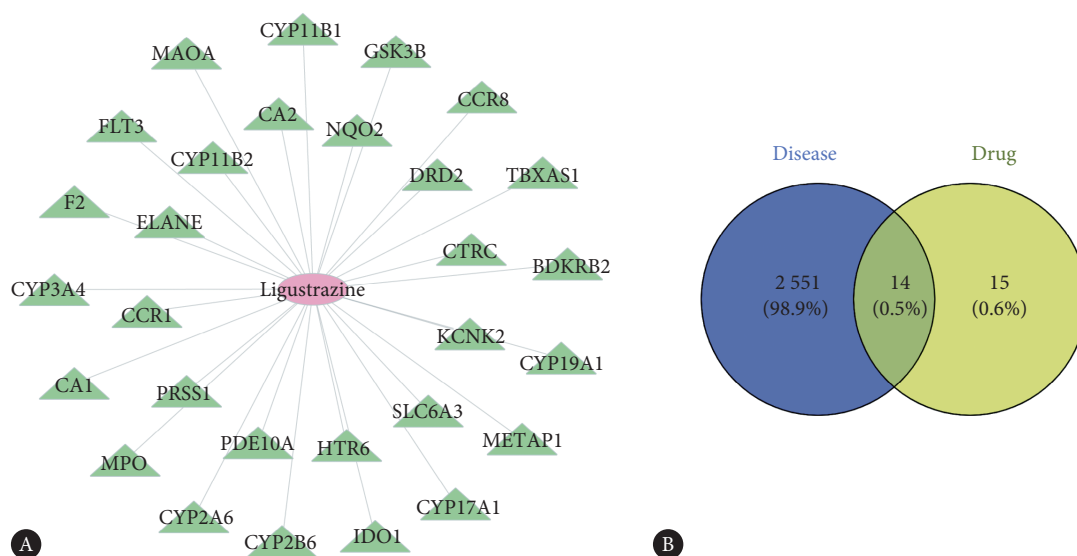 CYP11B1
MAOA
GSK3B
CCR8
CA2
FLT3
NQO2
CYP11B2
DRD2
TBXAS1
F2
ELANE
CTRC
BDKRB2
CYP3A4
Ligustrazine
CCR1
KCNK2
CYP19A1
CA1
PRSS1
SLC6A3
PDE10A
HTR6
METAP1
MPO
CYP17A1
CYP2A6
CYP2B6
IDO1
A
Disease
Drug
2 551
(98.9%)
14
(0.5%)
15
(0.6%)
B